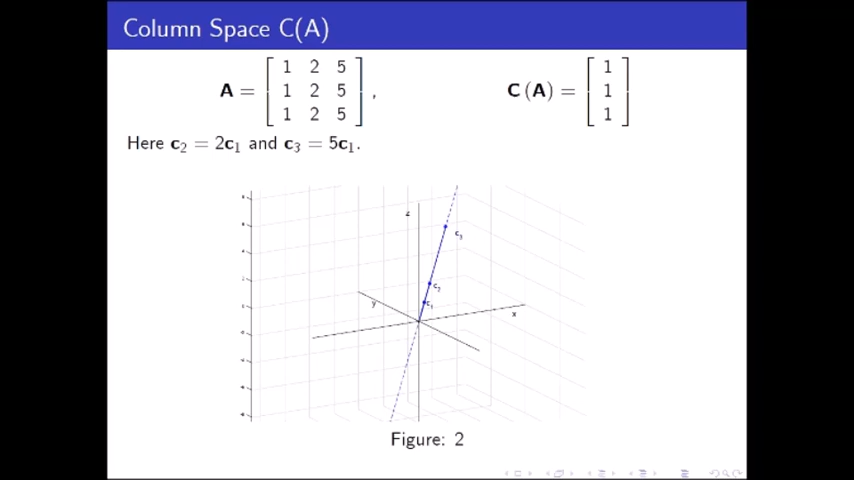 Column Space C(A)
A = [ 1 2 5 ; 1 2 5 ; 1 2 5 ] , C (A) = [ 1 ; 1 ; 1 ]
Here c₂ = 2c₁ and c₃ = 5c₁.
z
c₃
c₂
y c₁
x
Figure: 2